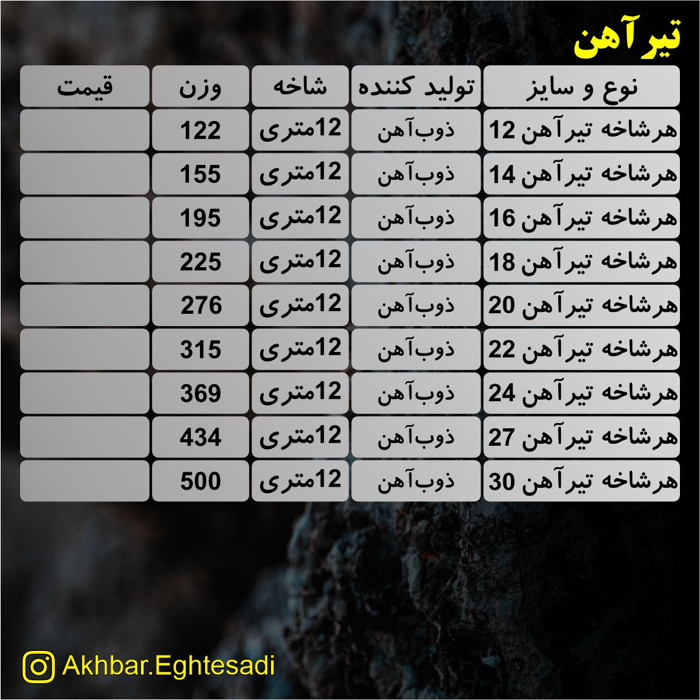 تیرآهن
نوع و سایز تولید کننده شاخه وزن قیمت
هرشاخه تیرآهن 12 ذوب‌آهن 12متری 122
هرشاخه تیرآهن 14 ذوب‌آهن 12متری 155
هرشاخه تیرآهن 16 ذوب‌آهن 12متری 195
هرشاخه تیرآهن 18 ذوب‌آهن 12متری 225
هرشاخه تیرآهن 20 ذوب‌آهن 12متری 276
هرشاخه تیرآهن 22 ذوب‌آهن 12متری 315
هرشاخه تیرآهن 24 ذوب‌آهن 12متری 369
هرشاخه تیرآهن 27 ذوب‌آهن 12متری 434
هرشاخه تیرآهن 30 ذوب‌آهن 12متری 500
Akhbar.Eghtesadi